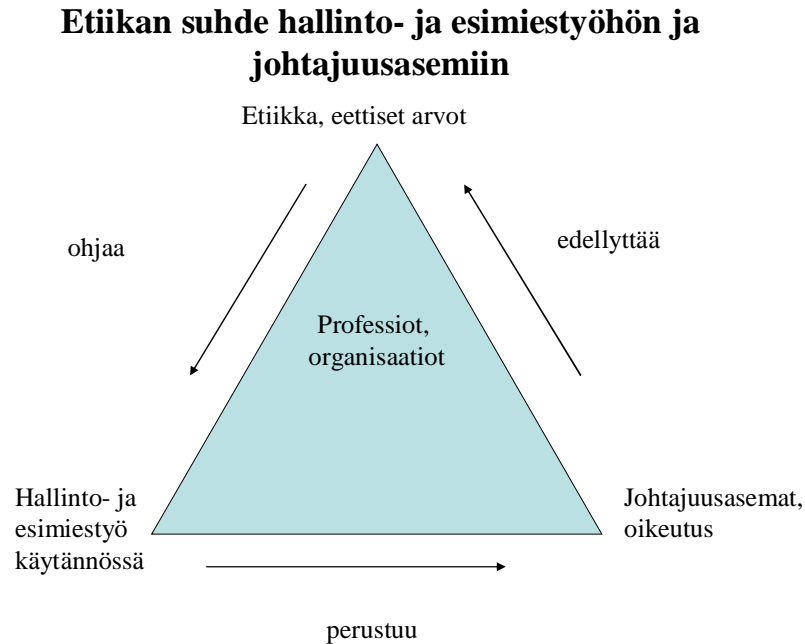 Etiikan suhde hallinto- ja esimiestyöhön ja
johtajuusasemiin
Etiikka, eettiset arvot
ohjaa
edellyttää
Professiot,
organisaatiot
Hallinto- ja
esimiestyö
käytännössä
Johtajuusasemat,
oikeutus
perustuu